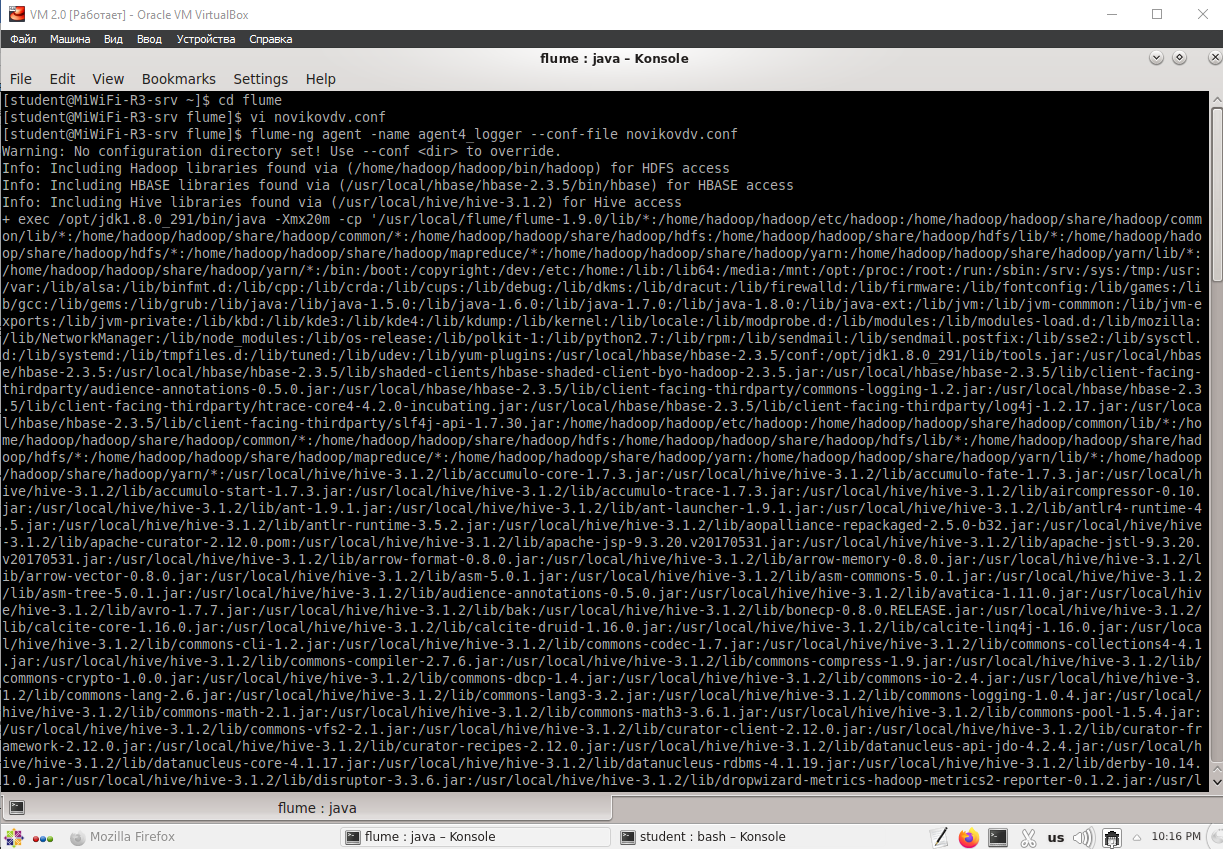 VM 2.0 [Работает] - Oracle VM VirtualBox
Файл Машина Вид Ввод Устройства Справка
flume : java – Konsole
File Edit View Bookmarks Settings Help
[student@MiWiFi-R3-srv ~]$ cd flume
[student@MiWiFi-R3-srv flume]$ vi novikovdv.conf
[student@MiWiFi-R3-srv flume]$ flume-ng agent -name agent4_logger --conf-file novikovdv.conf
Warning: No configuration directory set! Use --conf <dir> to override.
Info: Including Hadoop libraries found via (/home/hadoop/hadoop/bin/hadoop) for HDFS access
Info: Including HBASE libraries found via (/usr/local/hbase/hbase-2.3.5/bin/hbase) for HBASE access
Info: Including Hive libraries found via (/usr/local/hive/hive-3.1.2) for Hive access
+ exec /opt/jdk1.8.0_291/bin/java -Xmx20m -cp '/usr/local/flume/flume-1.9.0/lib/*:/home/hadoop/hadoop/etc/hadoop:/home/hadoop/hadoop/share/hadoop/comm
on/lib/*:/home/hadoop/hadoop/share/hadoop/common/*:/home/hadoop/hadoop/share/hadoop/hdfs:/home/hadoop/hadoop/share/hadoop/hdfs/lib/*:/home/hadoop/hado
op/share/hadoop/hdfs/*:/home/hadoop/hadoop/share/hadoop/mapreduce/*:/home/hadoop/hadoop/share/hadoop/yarn:/home/hadoop/hadoop/share/hadoop/yarn/lib/*:
/home/hadoop/hadoop/share/hadoop/yarn/*:/bin:/boot:/copyright:/dev:/etc:/home:/lib:/lib64:/media:/mnt:/opt:/proc:/root:/run:/sbin:/srv:/sys:/tmp:/usr:
/var:/lib/alsa:/lib/binfmt.d:/lib/cpp:/lib/crda:/lib/cups:/lib/debug:/lib/dkms:/lib/dracut:/lib/firewalld:/lib/firmware:/lib/fontconfig:/lib/games:/li
b/gcc:/lib/gems:/lib/grub:/lib/java:/lib/java-1.5.0:/lib/java-1.6.0:/lib/java-1.7.0:/lib/java-1.8.0:/lib/java-ext:/lib/jvm:/lib/jvm-commmon:/lib/jvm-e
xports:/lib/jvm-private:/lib/kbd:/lib/kde3:/lib/kde4:/lib/kdump:/lib/kernel:/lib/locale:/lib/modprobe.d:/lib/modules:/lib/modules-load.d:/lib/mozilla:
/lib/NetworkManager:/lib/node_modules:/lib/os-release:/lib/polkit-1:/lib/python2.7:/lib/rpm:/lib/sendmail:/lib/sendmail.postfix:/lib/sse2:/lib/sysctl.
d:/lib/systemd:/lib/tmpfiles.d:/lib/tuned:/lib/udev:/lib/yum-plugins:/usr/local/hbase/hbase-2.3.5/conf:/opt/jdk1.8.0_291/lib/tools.jar:/usr/local/hbas
e/hbase-2.3.5:/usr/local/hbase/hbase-2.3.5/lib/shaded-clients/hbase-shaded-client-byo-hadoop-2.3.5.jar:/usr/local/hbase/hbase-2.3.5/lib/client-facing-
thirdparty/audience-annotations-0.5.0.jar:/usr/local/hbase/hbase-2.3.5/lib/client-facing-thirdparty/commons-logging-1.2.jar:/usr/local/hbase/hbase-2.3
.5/lib/client-facing-thirdparty/htrace-core4-4.2.0-incubating.jar:/usr/local/hbase/hbase-2.3.5/lib/client-facing-thirdparty/log4j-1.2.17.jar:/usr/loca
l/hbase/hbase-2.3.5/lib/client-facing-thirdparty/slf4j-api-1.7.30.jar:/home/hadoop/hadoop/etc/hadoop:/home/hadoop/hadoop/share/hadoop/common/lib/*:/ho
me/hadoop/hadoop/share/hadoop/common/*:/home/hadoop/hadoop/share/hadoop/hdfs:/home/hadoop/hadoop/share/hadoop/hdfs/lib/*:/home/hadoop/hadoop/share/had
oop/hdfs/*:/home/hadoop/hadoop/share/hadoop/mapreduce/*:/home/hadoop/hadoop/share/hadoop/yarn:/home/hadoop/hadoop/share/hadoop/yarn/lib/*:/home/hadoop
/hadoop/share/hadoop/yarn/*:/usr/local/hive/hive-3.1.2/lib/accumulo-core-1.7.3.jar:/usr/local/hive/hive-3.1.2/lib/accumulo-fate-1.7.3.jar:/usr/local/h
ive/hive-3.1.2/lib/accumulo-start-1.7.3.jar:/usr/local/hive/hive-3.1.2/lib/accumulo-trace-1.7.3.jar:/usr/local/hive/hive-3.1.2/lib/aircompressor-0.10.
jar:/usr/local/hive/hive-3.1.2/lib/ant-1.9.1.jar:/usr/local/hive/hive-3.1.2/lib/ant-launcher-1.9.1.jar:/usr/local/hive/hive-3.1.2/lib/antlr4-runtime-4
.5.jar:/usr/local/hive/hive-3.1.2/lib/antlr-runtime-3.5.2.jar:/usr/local/hive/hive-3.1.2/lib/aopalliance-repackaged-2.5.0-b32.jar:/usr/local/hive/hive
-3.1.2/lib/apache-curator-2.12.0.pom:/usr/local/hive/hive-3.1.2/lib/apache-jsp-9.3.20.v20170531.jar:/usr/local/hive/hive-3.1.2/lib/apache-jstl-9.3.20.
v20170531.jar:/usr/local/hive/hive-3.1.2/lib/arrow-format-0.8.0.jar:/usr/local/hive/hive-3.1.2/lib/arrow-memory-0.8.0.jar:/usr/local/hive/hive-3.1.2/l
ib/arrow-vector-0.8.0.jar:/usr/local/hive/hive-3.1.2/lib/asm-5.0.1.jar:/usr/local/hive/hive-3.1.2/lib/asm-commons-5.0.1.jar:/usr/local/hive/hive-3.1.2
/lib/asm-tree-5.0.1.jar:/usr/local/hive/hive-3.1.2/lib/audience-annotations-0.5.0.jar:/usr/local/hive/hive-3.1.2/lib/avatica-1.11.0.jar:/usr/local/hiv
e/hive-3.1.2/lib/avro-1.7.7.jar:/usr/local/hive/hive-3.1.2/lib/bak:/usr/local/hive/hive-3.1.2/lib/bonecp-0.8.0.RELEASE.jar:/usr/local/hive/hive-3.1.2/
lib/calcite-core-1.16.0.jar:/usr/local/hive/hive-3.1.2/lib/calcite-druid-1.16.0.jar:/usr/local/hive/hive-3.1.2/lib/calcite-linq4j-1.16.0.jar:/usr/loca
l/hive/hive-3.1.2/lib/commons-cli-1.2.jar:/usr/local/hive/hive-3.1.2/lib/commons-codec-1.7.jar:/usr/local/hive/hive-3.1.2/lib/commons-collections4-4.1
.jar:/usr/local/hive/hive-3.1.2/lib/commons-compiler-2.7.6.jar:/usr/local/hive/hive-3.1.2/lib/commons-compress-1.9.jar:/usr/local/hive/hive-3.1.2/lib/
commons-crypto-1.0.0.jar:/usr/local/hive/hive-3.1.2/lib/commons-dbcp-1.4.jar:/usr/local/hive/hive-3.1.2/lib/commons-io-2.4.jar:/usr/local/hive/hive-3.
1.2/lib/commons-lang-2.6.jar:/usr/local/hive/hive-3.1.2/lib/commons-lang3-3.2.jar:/usr/local/hive/hive-3.1.2/lib/commons-logging-1.0.4.jar:/usr/local/
hive/hive-3.1.2/lib/commons-math-2.1.jar:/usr/local/hive/hive-3.1.2/lib/commons-math3-3.6.1.jar:/usr/local/hive/hive-3.1.2/lib/commons-pool-1.5.4.jar:
/usr/local/hive/hive-3.1.2/lib/commons-vfs2-2.1.jar:/usr/local/hive/hive-3.1.2/lib/curator-client-2.12.0.jar:/usr/local/hive/hive-3.1.2/lib/curator-fr
amework-2.12.0.jar:/usr/local/hive/hive-3.1.2/lib/curator-recipes-2.12.0.jar:/usr/local/hive/hive-3.1.2/lib/datanucleus-api-jdo-4.2.4.jar:/usr/local/h
ive/hive-3.1.2/lib/datanucleus-core-4.1.17.jar:/usr/local/hive/hive-3.1.2/lib/datanucleus-rdbms-4.1.19.jar:/usr/local/hive/hive-3.1.2/lib/derby-10.14.
1.0.jar:/usr/local/hive/hive-3.1.2/lib/disruptor-3.3.6.jar:/usr/local/hive/hive-3.1.2/lib/dropwizard-metrics-hadoop-metrics2-reporter-0.1.2.jar:/usr/l
flume : java
Mozilla Firefox flume : java – Konsole student : bash – Konsole us 10:16 PM